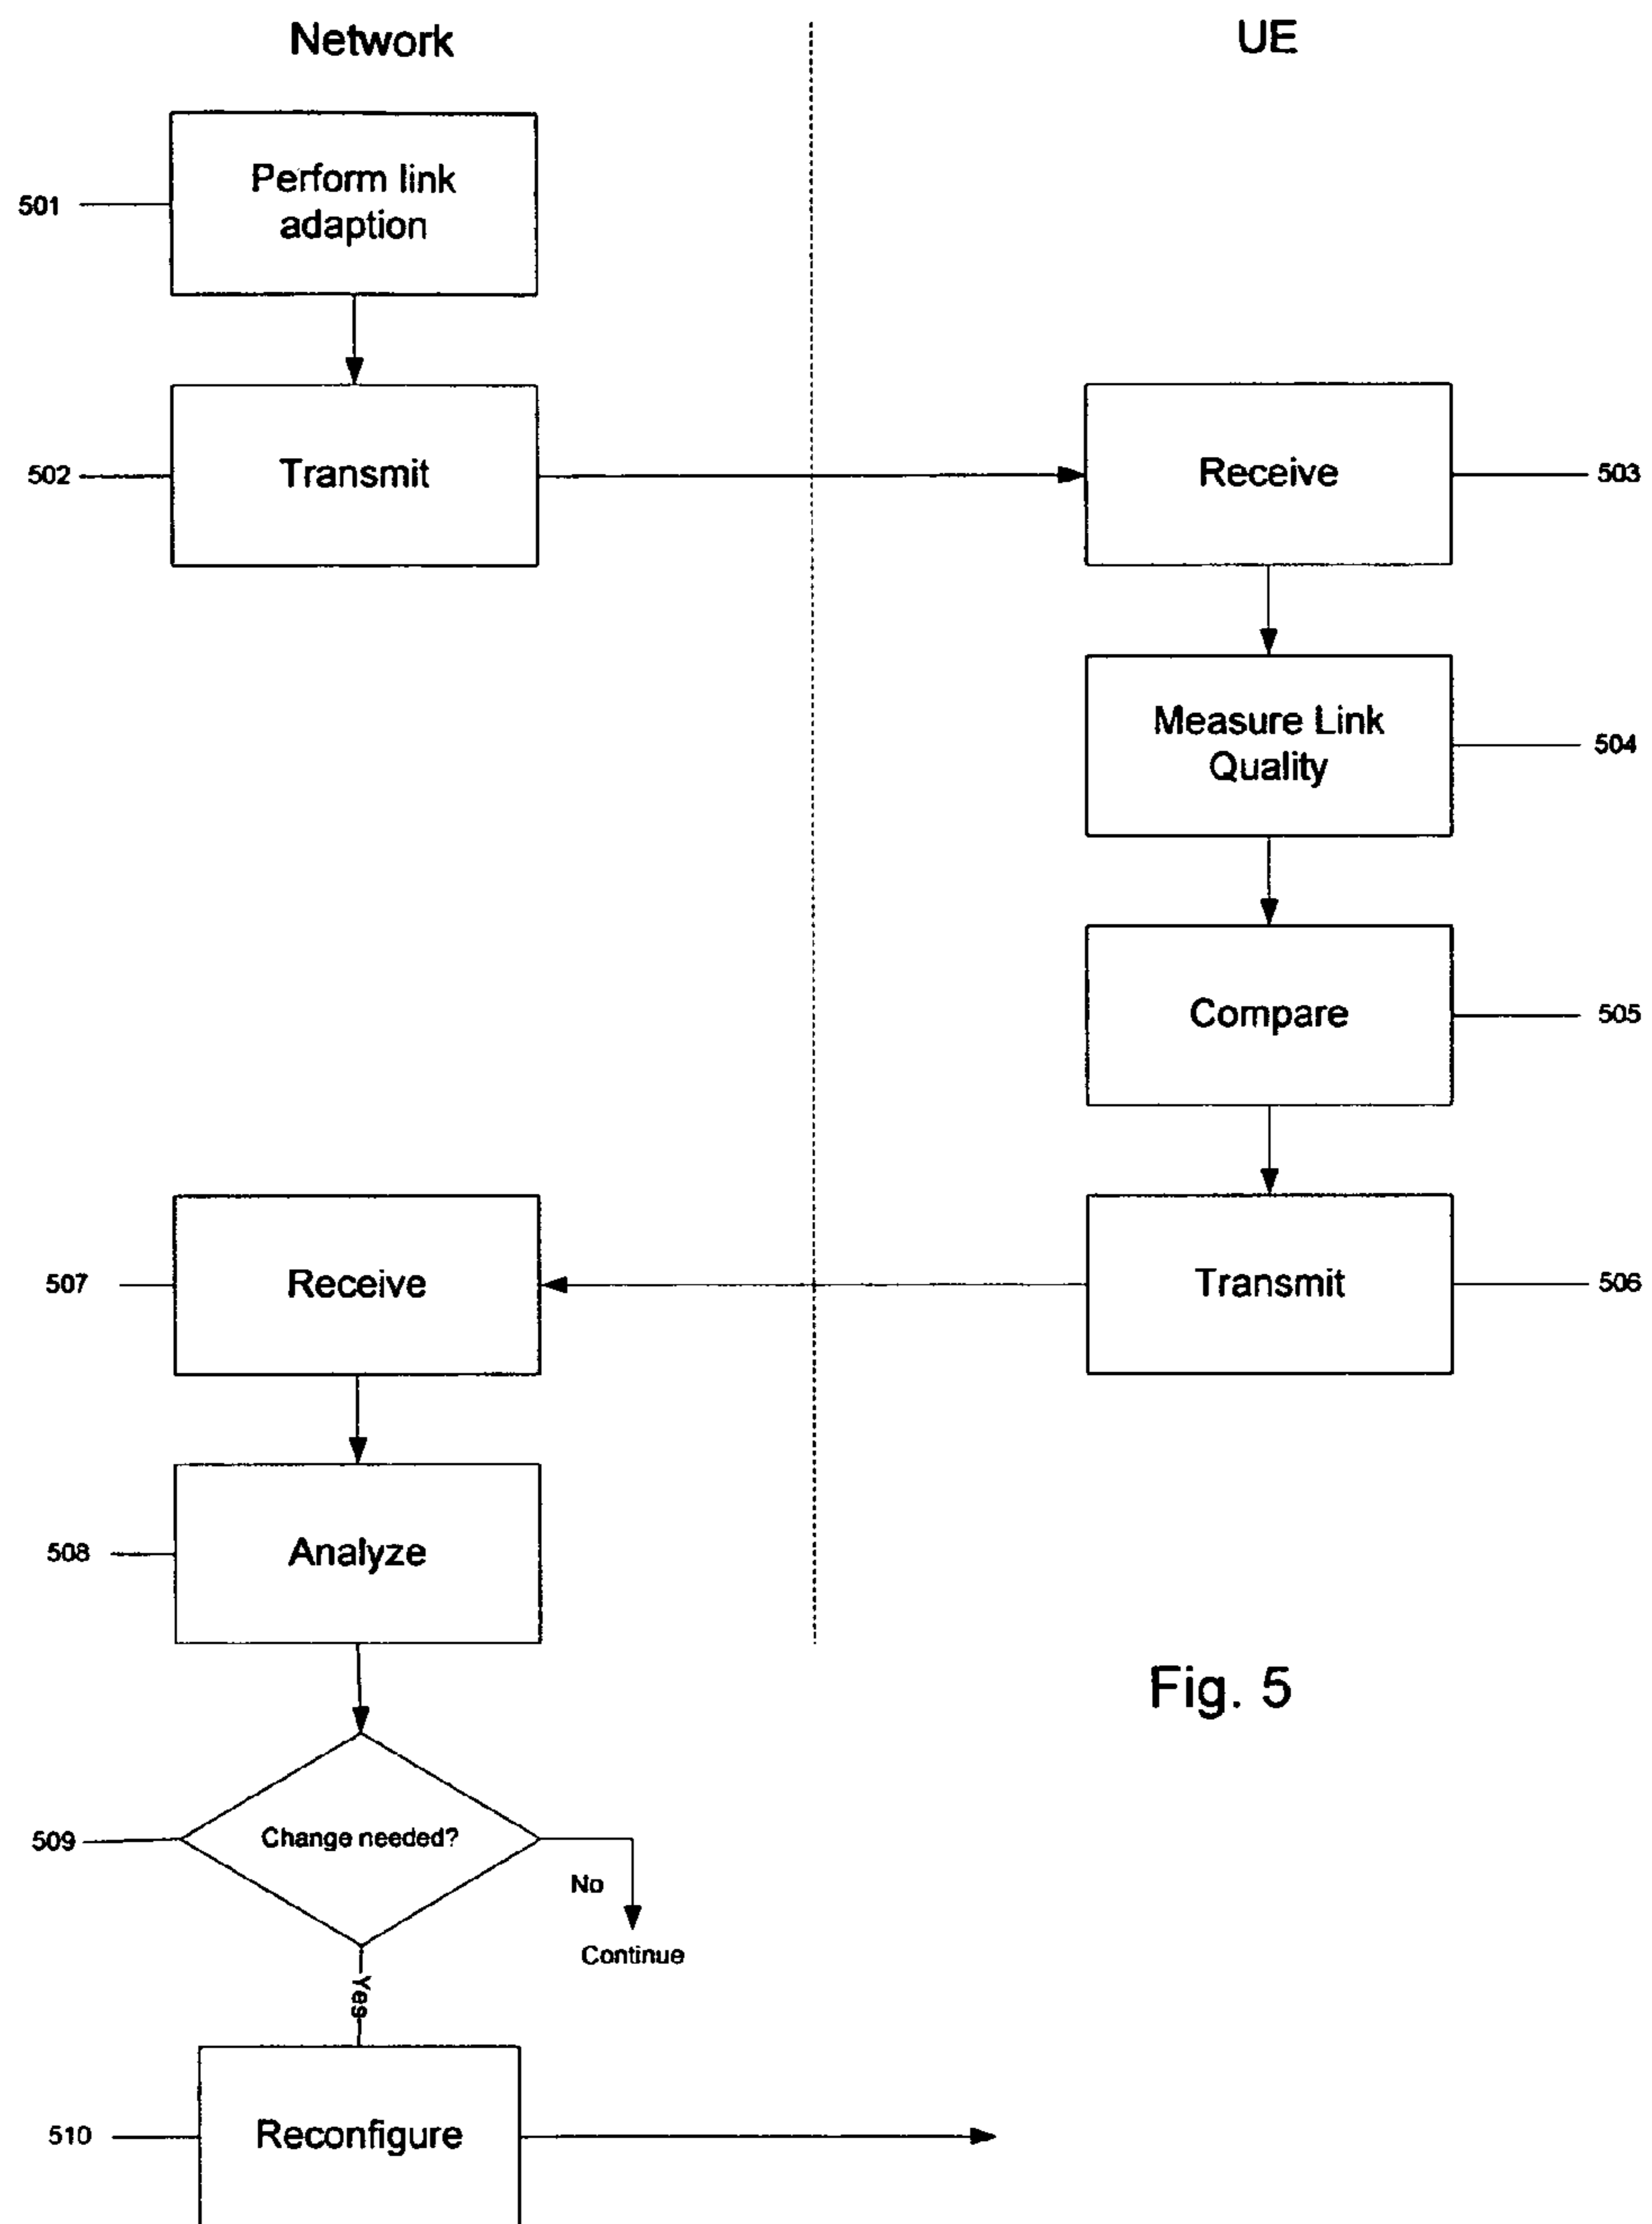 Network
UE
501
Perform link
adaption
502
Transmit
Receive
503
Measure Link
Quality
504
Compare
505
507
Receive
Transmit
506
508
Analyze
Fig. 5
509
Change needed?
No
Continue
Yes
510
Reconfigure